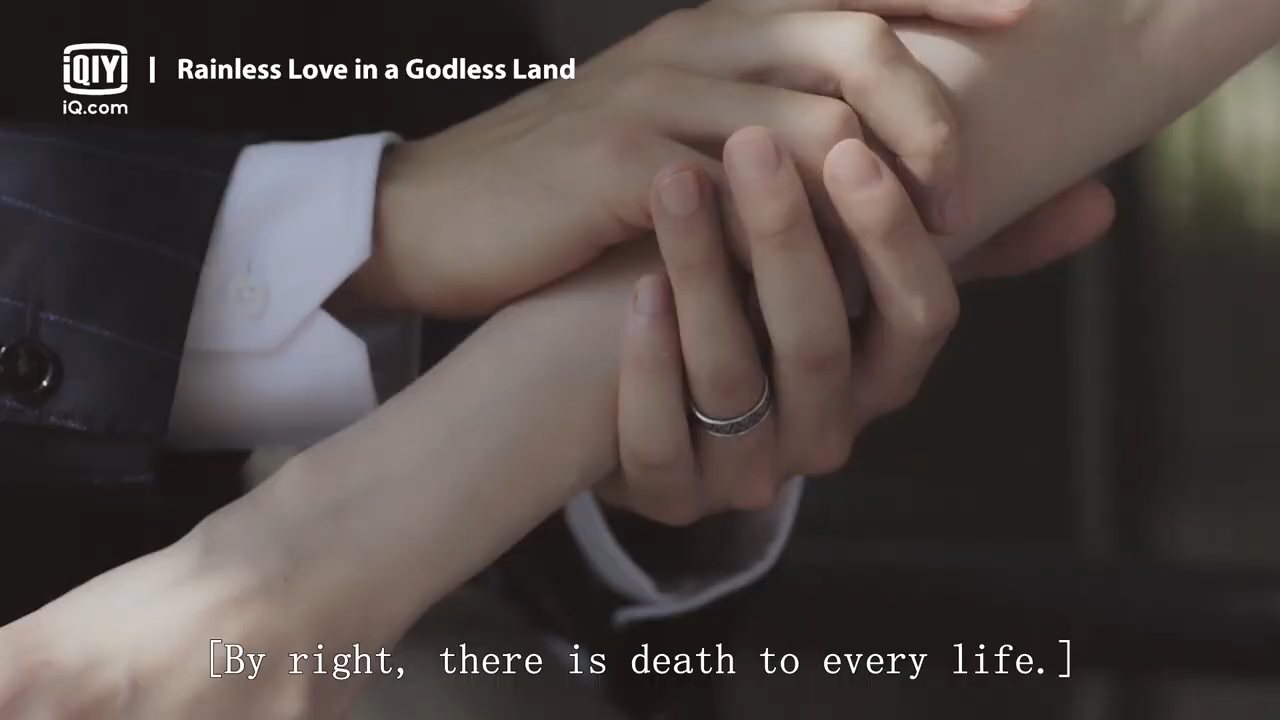 iQIYI | Rainless Love in a Godless Land
iQ.com
[By right, there is death to every life.]